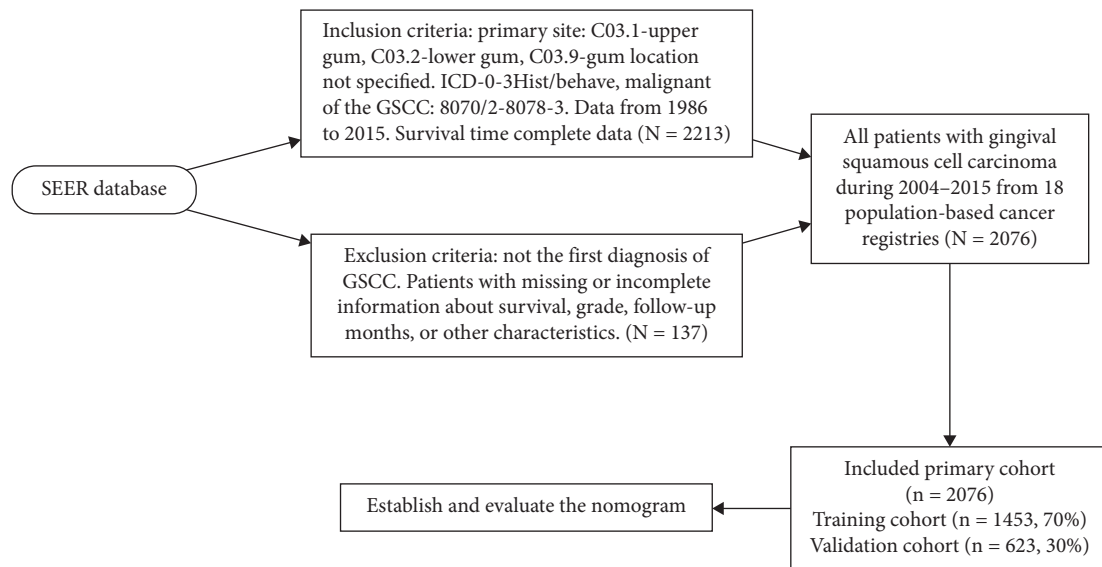 SEER database
Inclusion criteria: primary site: C03.1-upper
gum, C03.2-lower gum, C03.9-gum location
not specified. ICD-0-3Hist/behave, malignant
of the GSCC: 8070/2-8078-3. Data from 1986
to 2015. Survival time complete data (N = 2213)
Exclusion criteria: not the first diagnosis of
GSCC. Patients with missing or incomplete
information about survival, grade, follow-up
months, or other characteristics. (N = 137)
All patients with gingival
squamous cell carcinoma
during 2004–2015 from 18
population-based cancer
registries (N = 2076)
Included primary cohort
(n = 2076)
Training cohort (n = 1453, 70%)
Validation cohort (n = 623, 30%)
Establish and evaluate the nomogram